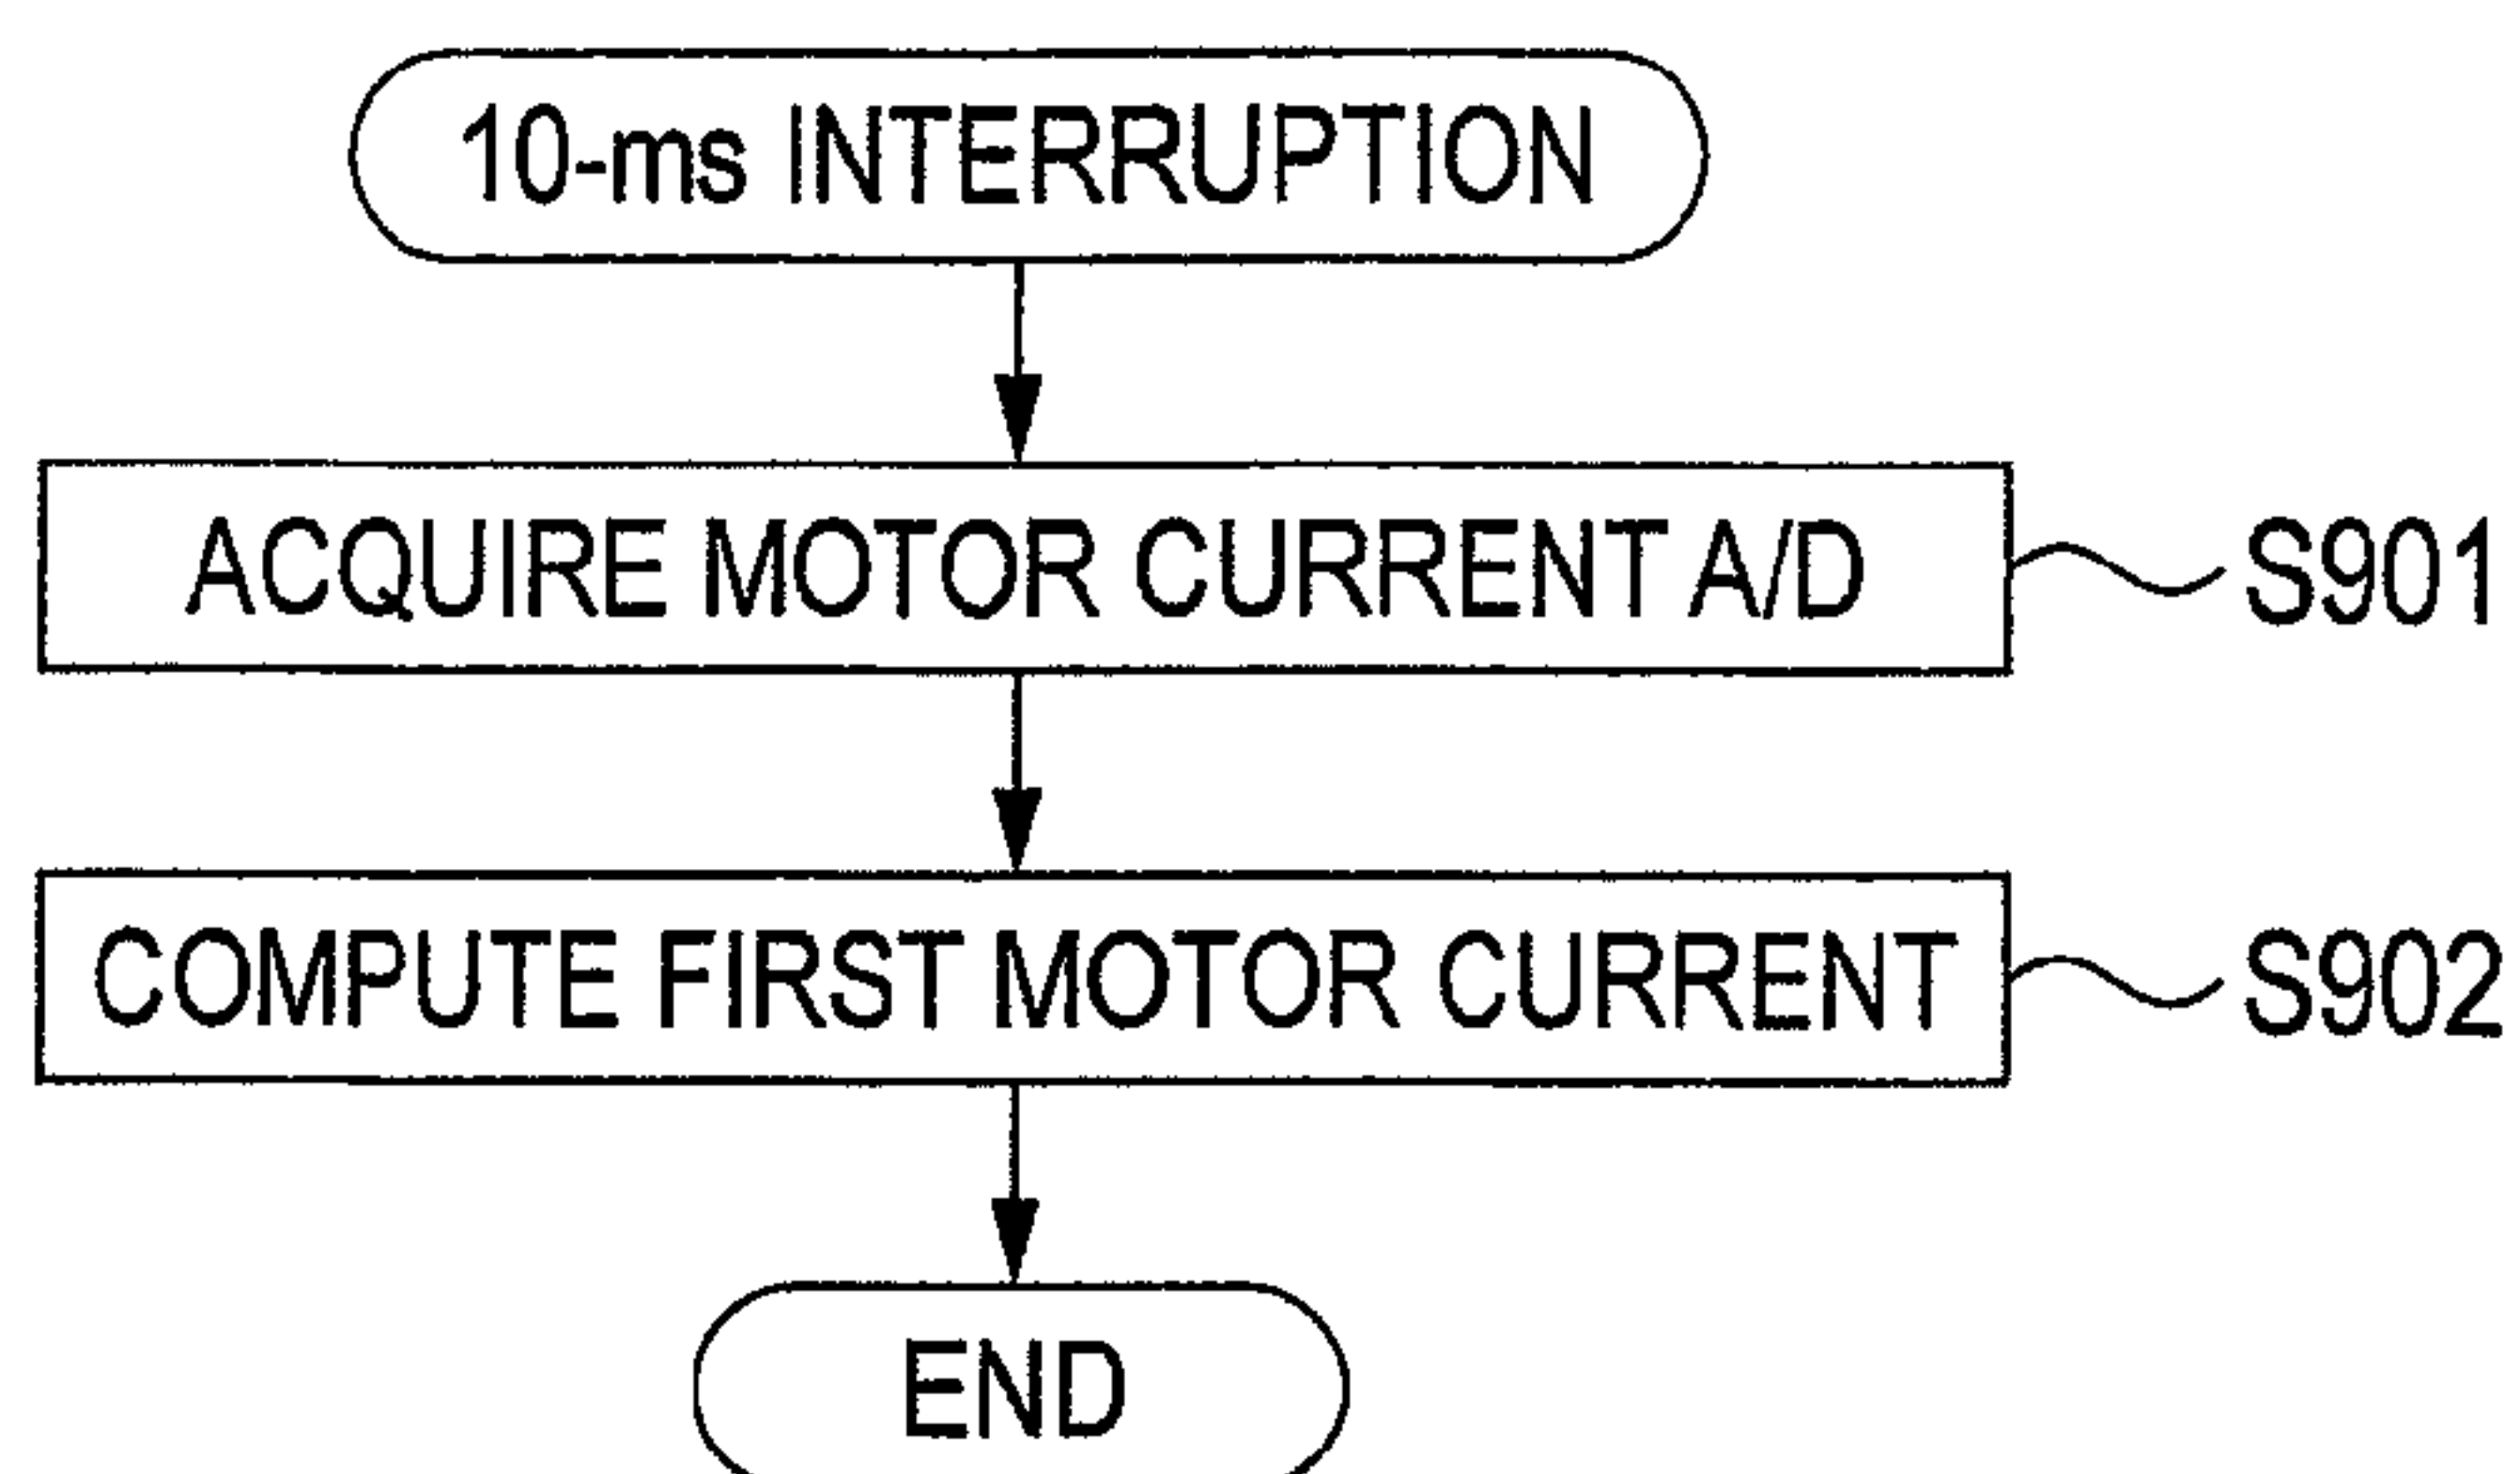 10-ms INTERRUPTION
ACQUIRE MOTOR CURRENT A/D
S901
COMPUTE FIRST MOTOR CURRENT
S902
END